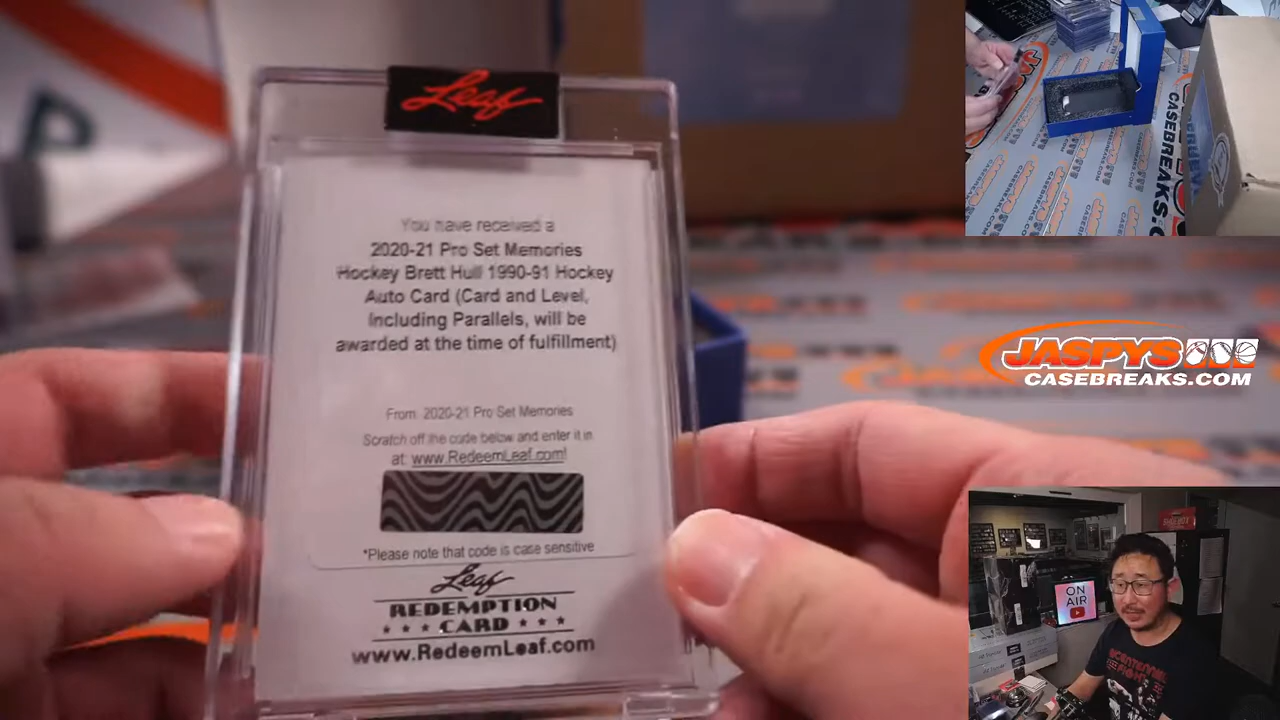 Leaf
You have received a
2020-21 Pro Set Memories
Hockey Brett Hull 1990-91 Hockey
Auto Card (Card and Level,
Including Parallels, will be
awarded at the time of fulfillment)
From: 2020-21 Pro Set Memories
Scratch off the code below and enter it in
at: www.RedeemLeaf.com!
*Please note that code is case sensitive
Leaf
REDEMPTION
CARD
www.RedeemLeaf.com
JASPYS
CASEBREAKS.COM
ON
AIR